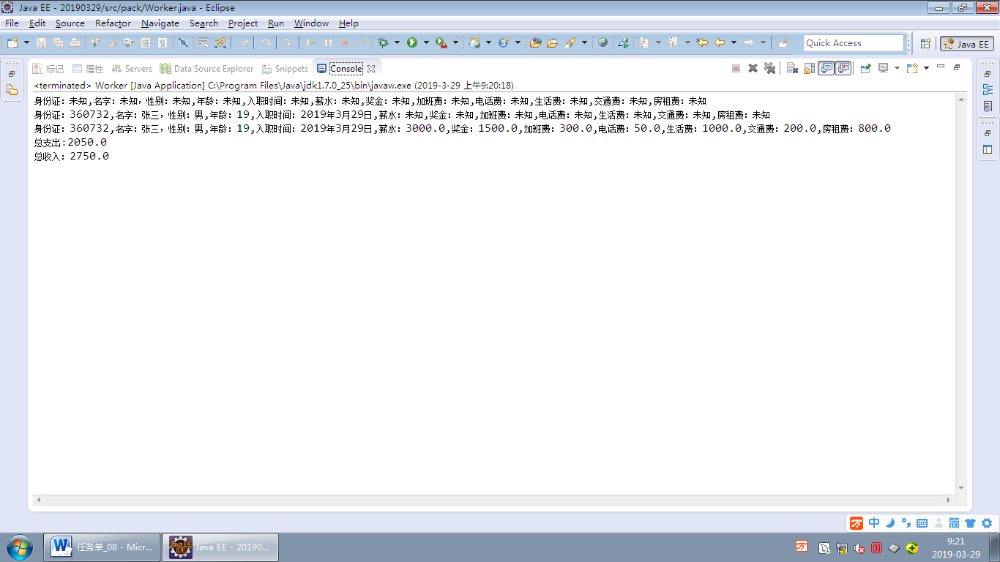 Java EE - 20190329/src/pack/Worker.java - Eclipse
File Edit Source Refactor Navigate Search Project Run Window Help
Quick Access
Java EE
标记 属性 Servers Data Source Explorer Snippets Console
<terminated> Worker [Java Application] C:\Program Files\Java\jdk1.7.0_25\bin\javaw.exe (2019-3-29 上午9:20:18)
身份证：未知,名字：未知，性别：未知,年龄：未知,入职时间：未知,薪水：未知,奖金：未知,加班费：未知,电话费：未知,生活费：未知,交通费：未知,房租费：未知
身份证：360732,名字：张三，性别：男,年龄：19,入职时间：2019年3月29日,薪水：未知,奖金：未知,加班费：未知,电话费：未知,生活费：未知,交通费：未知,房租费：未知
身份证：360732,名字：张三，性别：男,年龄：19,入职时间：2019年3月29日,薪水：3000.0,奖金：1500.0,加班费：300.0,电话费：50.0,生活费：1000.0,交通费：200.0,房租费：800.0
总支出:2050.0
总收入：2750.0
中 简
任务单_08 - Micr...
Java EE - 20190...
9:21
2019-03-29